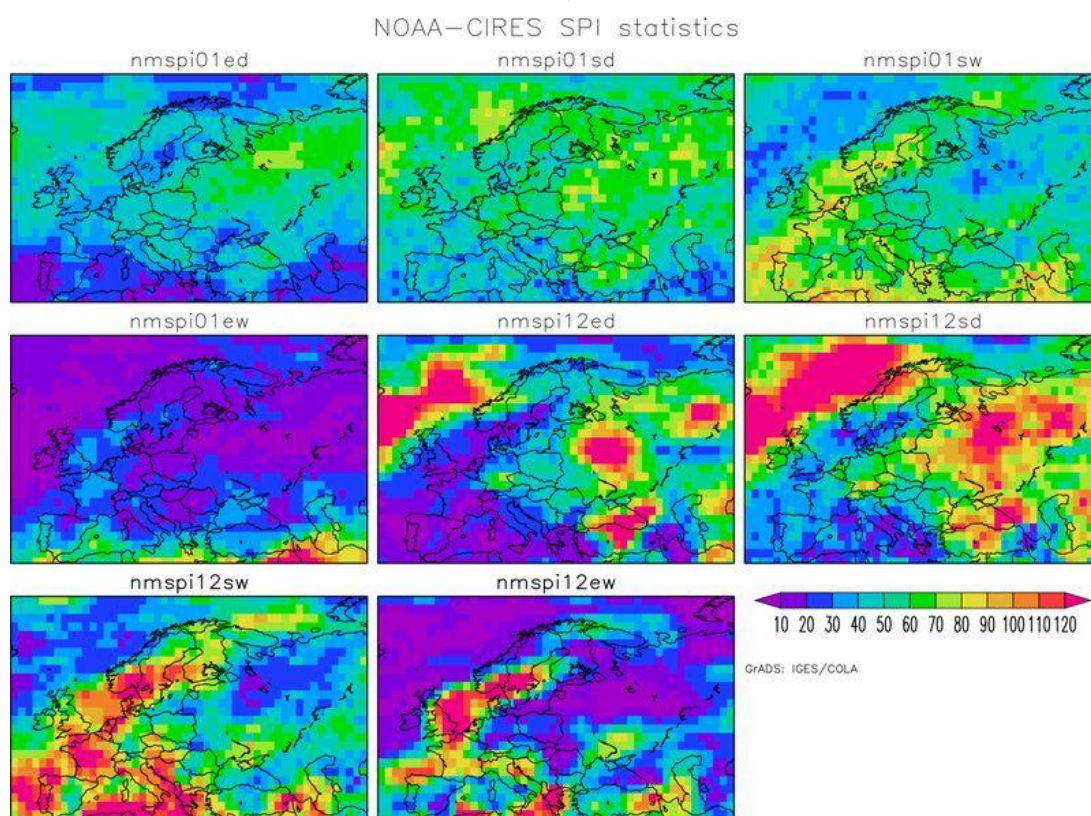 NOAA-CIRES SPI statistics
nmspi01ed nmspi01sd nmspi01sw
nmspi01ew nmspi12ed nmspi12sd
nmspi12sw nmspi12ew
10 20 30 40 50 60 70 80 90 100 110 120
GrADS: IGES/COLA